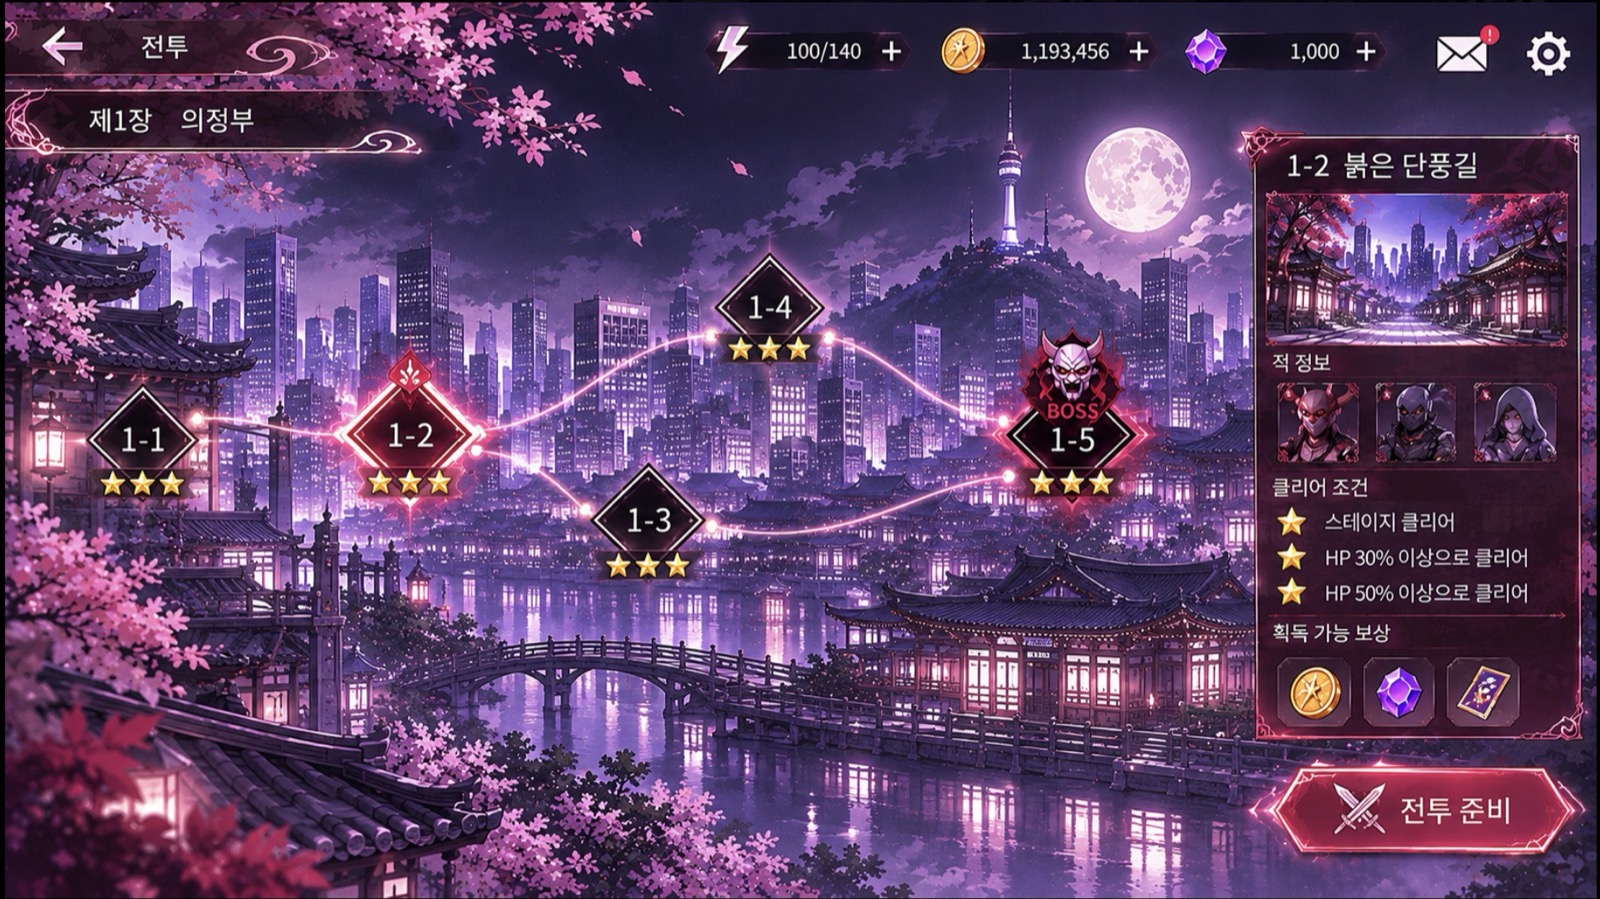 전투
100/140 +
1,193,456 +
1,000 +
!
제1장 의정부
1-2 붉은 단풍길
1-4
적 정보
BOSS
1-1
1-2
1-5
클리어 조건
1-3
스테이지 클리어
HP 30% 이상으로 클리어
HP 50% 이상으로 클리어
획득 가능 보상
전투 준비